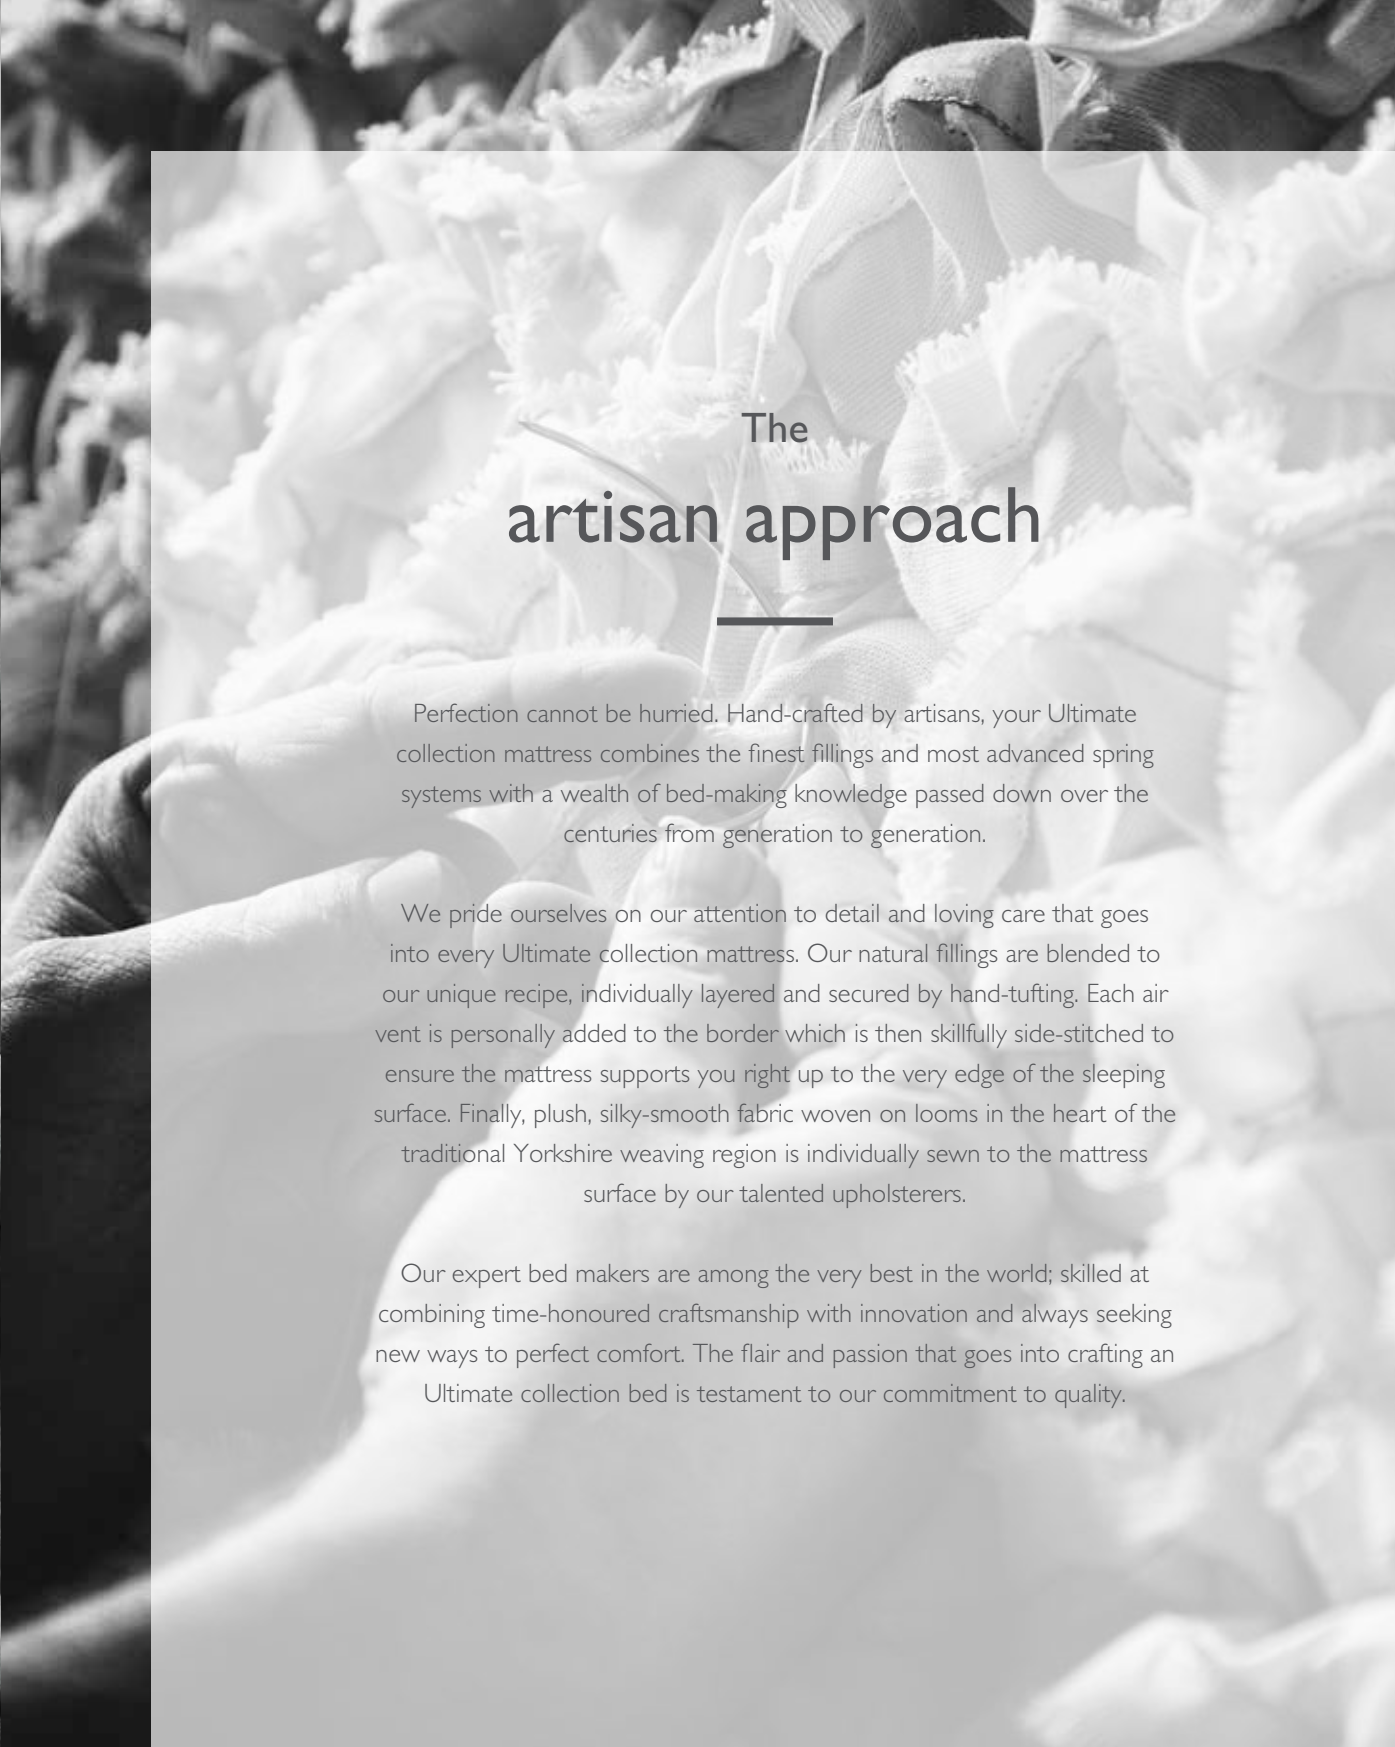 The
artisan approach
Perfection cannot be hurried. Hand-crafted by artisans, your Ultimate
collection mattress combines the finest fillings and most advanced spring
systems with a wealth of bed-making knowledge passed down over the
centuries from generation to generation.
We pride ourselves on our attention to detail and loving care that goes
into every Ultimate collection mattress. Our natural fillings are blended to
our unique recipe, individually layered and secured by hand-tufting. Each air
vent is personally added to the border which is then skillfully side-stitched to
ensure the mattress supports you right up to the very edge of the sleeping
surface. Finally, plush, silky-smooth fabric woven on looms in the heart of the
traditional Yorkshire weaving region is individually sewn to the mattress
surface by our talented upholsterers.
Our expert bed makers are among the very best in the world; skilled at
combining time-honoured craftsmanship with innovation and always seeking
new ways to perfect comfort. The flair and passion that goes into crafting an
Ultimate collection bed is testament to our commitment to quality.